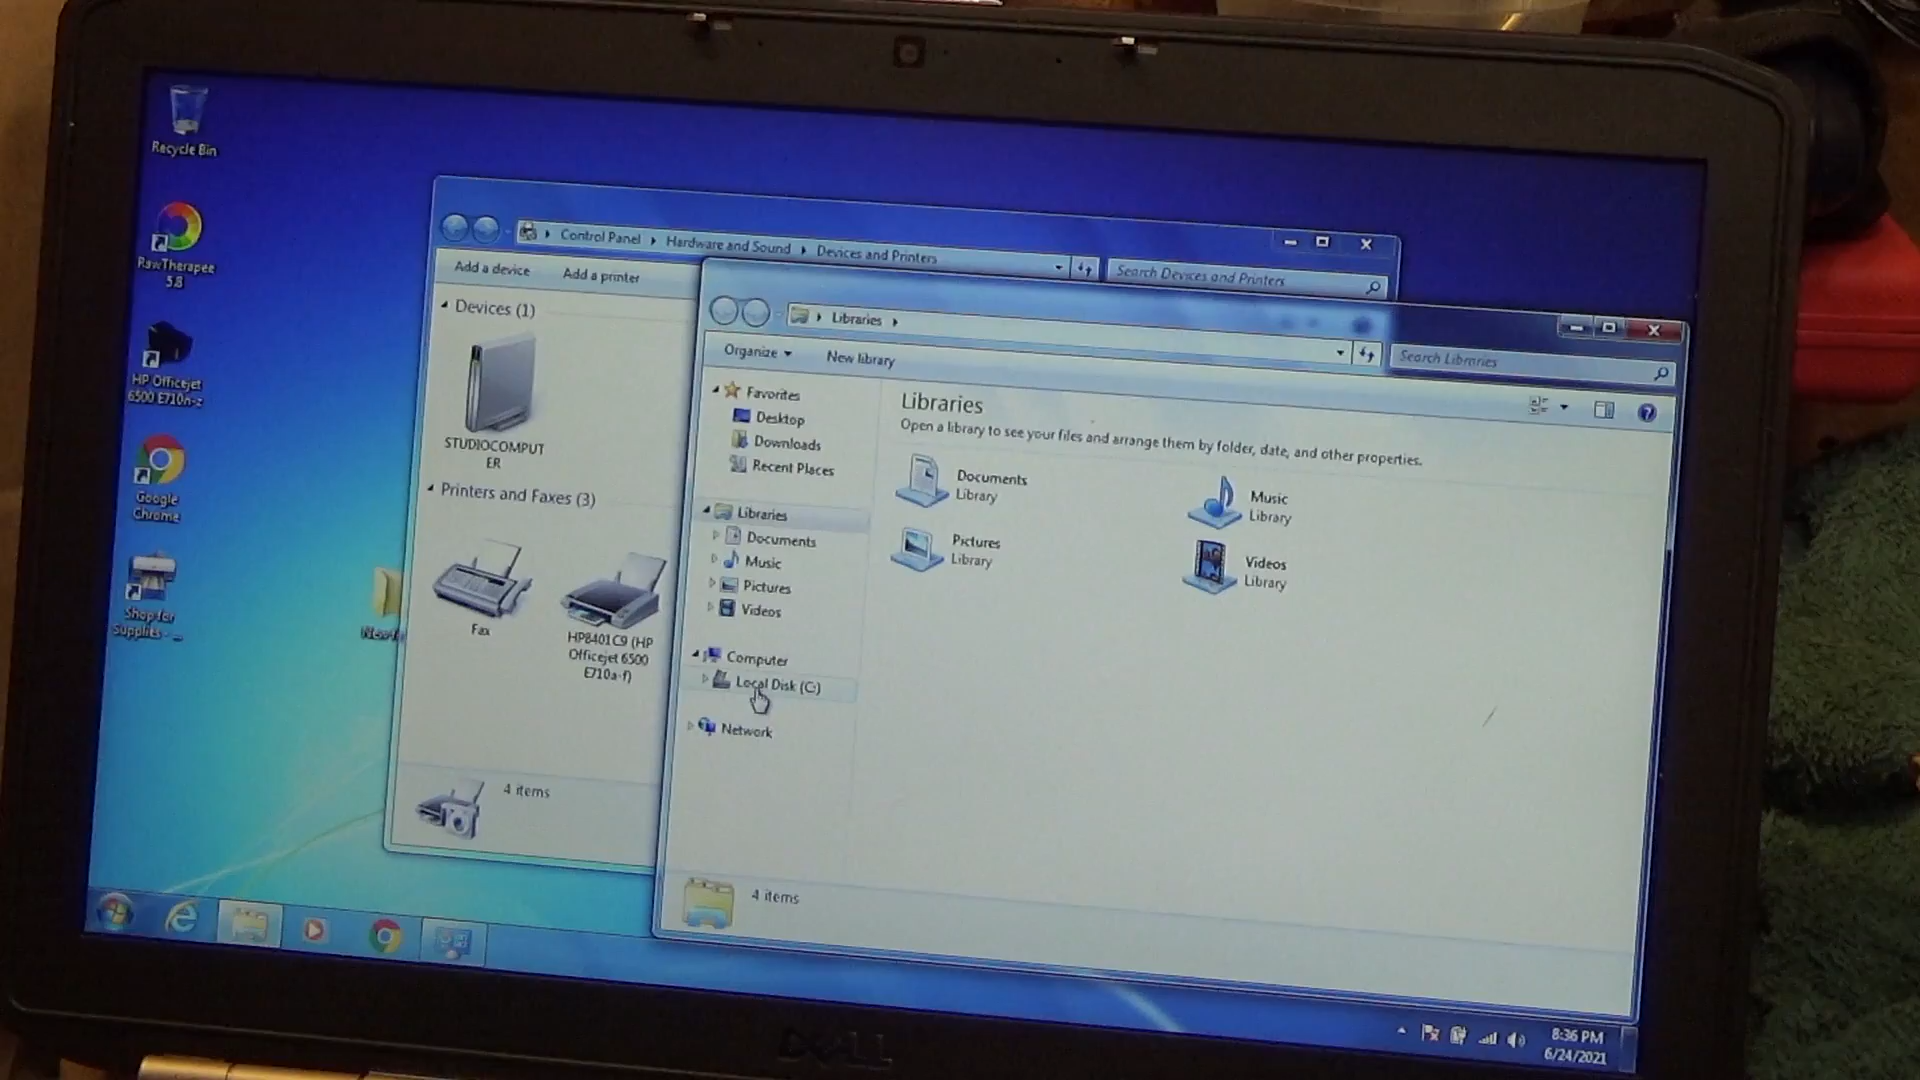 Recycle Bin
RawTherapee
5.8
HP Officejet
6500 E710n-z
Google
Chrome
Shop for
Supplies - ...
Control Panel
Hardware and Sound
Devices and Printers
Search Devices and Printers
Add a device
Add a printer
Devices (1)
STUDIOCOMPUT
ER
Printers and Faxes (3)
Fax
HP8401C9 (HP
Officejet 6500
E710a-f)
4 items
Libraries
Search Libraries
Organize
New library
Favorites
Desktop
Downloads
Recent Places
Libraries
Documents
Music
Pictures
Videos
Computer
Local Disk (C:)
Network
Libraries
Open a library to see your files and arrange them by folder, date, and other properties.
Documents
Library
Music
Library
Pictures
Library
Videos
Library
4 items
8:36 PM
6/24/2021
DELL